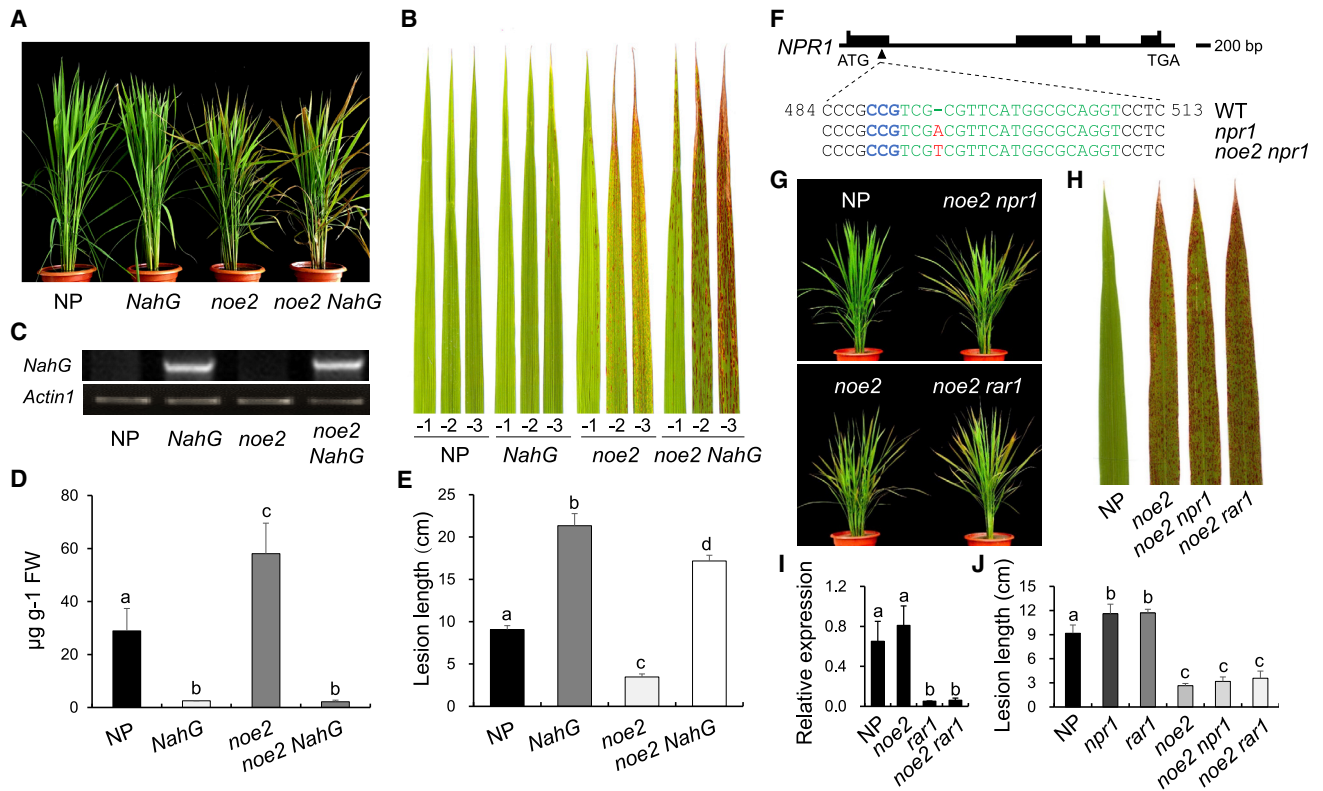 A
NP NahG noe2 noe2 NahG
B
-1 -2 -3 -1 -2 -3 -1 -2 -3 -1 -2 -3
NP NahG noe2 noe2 NahG
C
NahG
Actin1
NP NahG noe2 noe2 NahG
D
µg g-1 FW
80
60
40
20
0
a b c b
NP NahG noe2 noe2 NahG
E
Lesion length (cm)
25
20
15
10
5
0
a b c d
NP NahG noe2 noe2 NahG
F
NPR1
ATG TGA
200 bp
484 CCCGCCGTCG-CGTTCATGGCGCAGGTCCTC 513 WT
CCCGCCGTCGACGTTCATGGCGCAGGTCCTC npr1
CCCGCCGTCGTCGTTCATGGCGCAGGTCCTC noe2 npr1
G
NP noe2 npr1
noe2 noe2 rar1
H
NP noe2 noe2 npr1 noe2 rar1
I
Relative expression
1.2
0.8
0.4
0.0
a a b b
NP noe2 rar1 noe2 rar1
J
Lesion length (cm)
15
12
9
6
3
0
a b b c c c
NP npr1 rar1 noe2 noe2 npr1 noe2 rar1